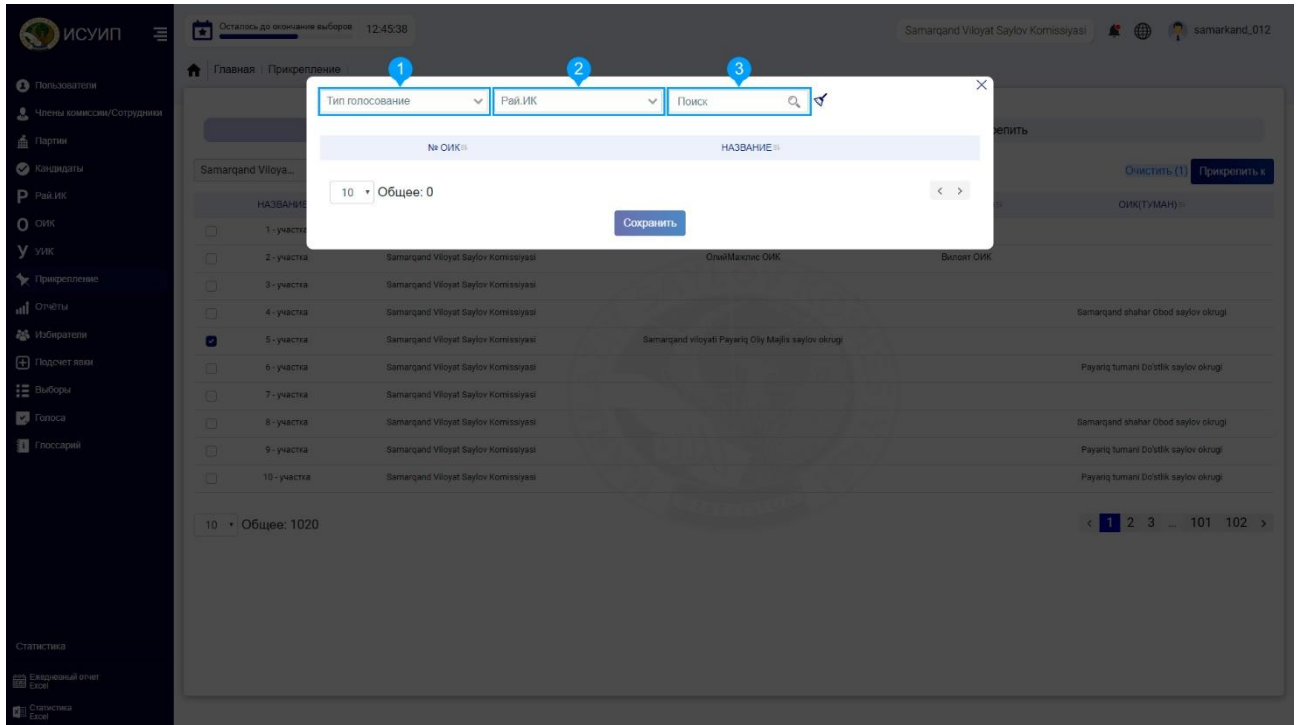 ИСУИП
Осталось до окончание выборов 12:45:38
Samarqand Viloyat Saylov Komissiyasi
samarkand_012
Главная Прикрепление
1 2 3
Тип голосование Рай.ИК Поиск
№ ОИК НАЗВАНИЕ
10 Общее: 0
Сохранить
Пользователи
Члены комиссии/Сотрудники
Партии
Кандидаты
Рай.ИК
ОИК
УИК
Прикрепление
Отчёты
Избиратели
Подсчет явки
Выборы
Голоса
Глоссарий
Статистика
Ежедневный отчет
Excel
Статистика
Excel
репить
Samarqand Viloya...
Очистить (1) Прикрепить к
НАЗВАНИЕ ОИК(ТУМАН)
1 - участка
2 - участка Samarqand Viloyat Saylov Komissiyasi ОлийМажлис ОИК Вилоят ОИК
3 - участка Samarqand Viloyat Saylov Komissiyasi
4 - участка Samarqand Viloyat Saylov Komissiyasi Samarqand shahar Obod saylov okrugi
5 - участка Samarqand Viloyat Saylov Komissiyasi Samarqand viloyati Payariq Oliy Majlis saylov okrugi
6 - участка Samarqand Viloyat Saylov Komissiyasi Payariq tumani Do'stlik saylov okrugi
7 - участка Samarqand Viloyat Saylov Komissiyasi
8 - участка Samarqand Viloyat Saylov Komissiyasi Samarqand shahar Obod saylov okrugi
9 - участка Samarqand Viloyat Saylov Komissiyasi Payariq tumani Do'stlik saylov okrugi
10 - участка Samarqand Viloyat Saylov Komissiyasi Payariq tumani Do'stlik saylov okrugi
10 Общее: 1020
1 2 3 ... 101 102